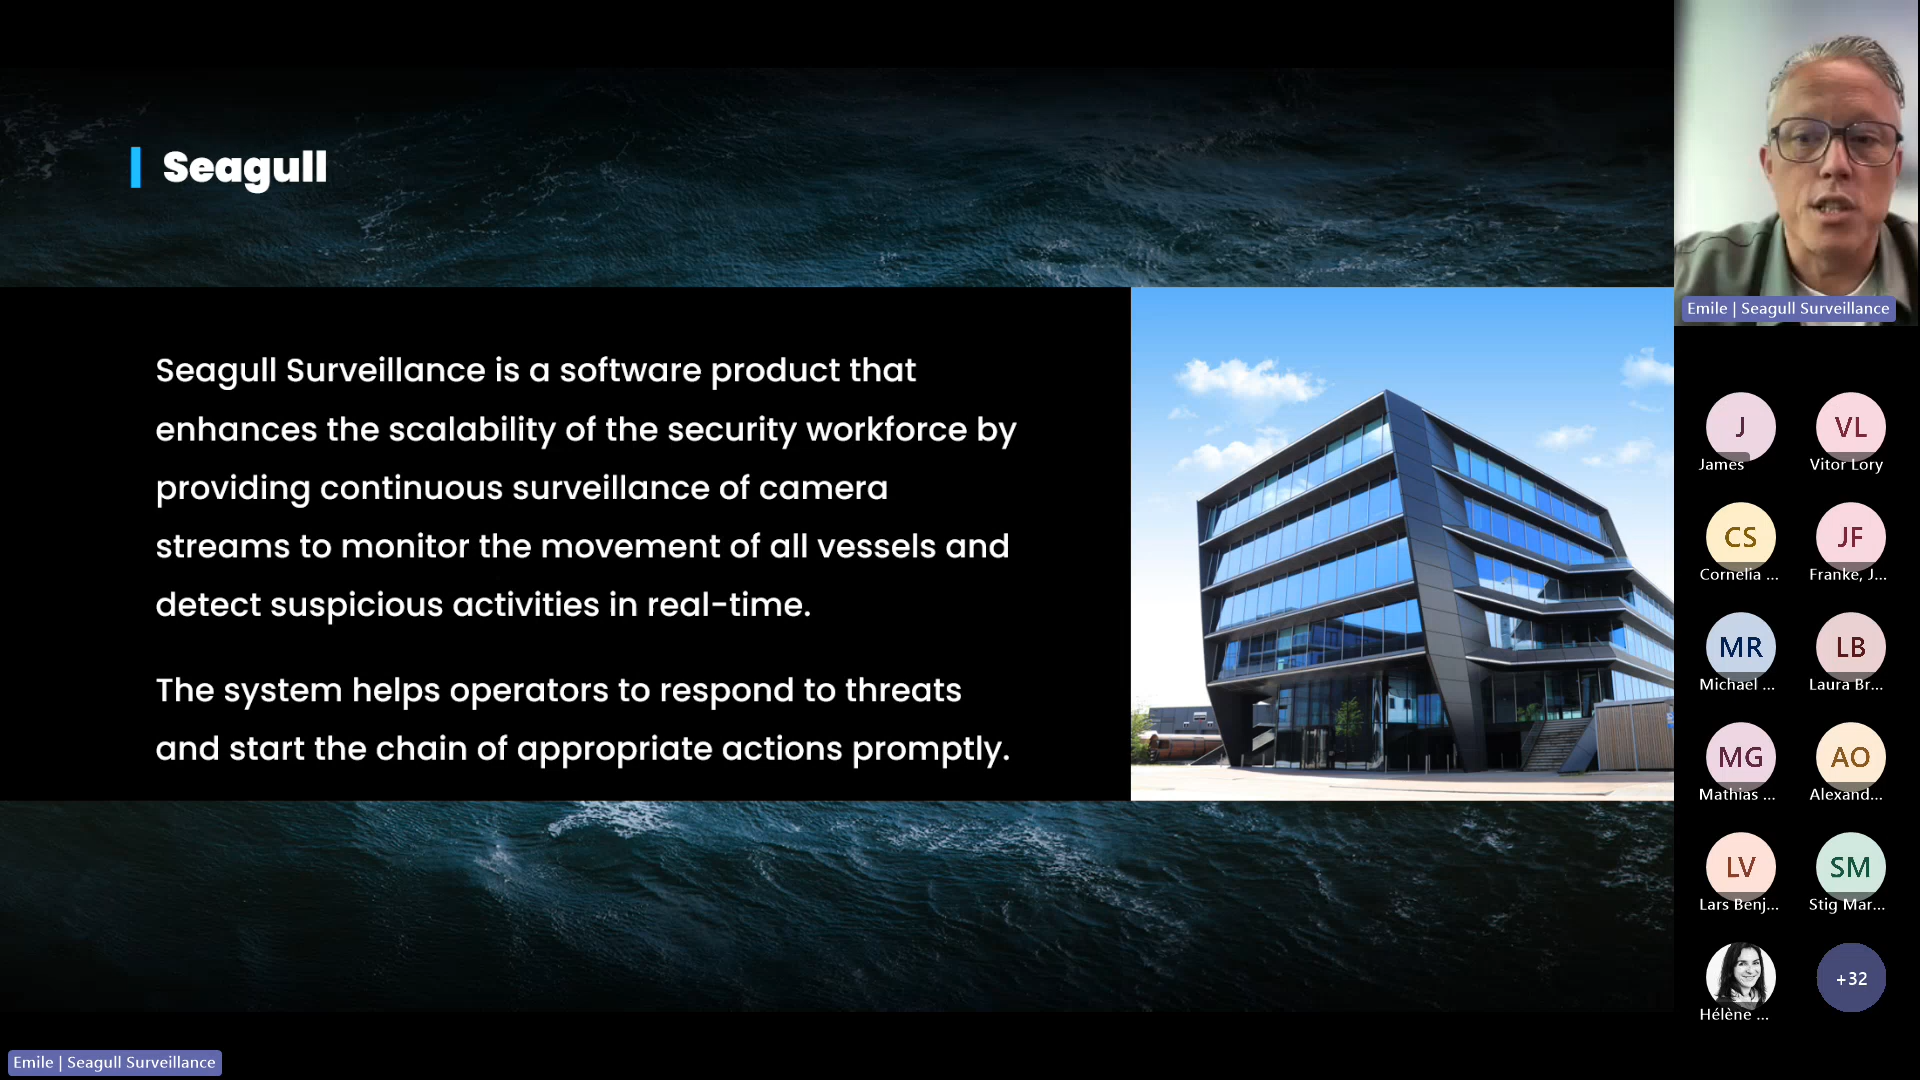 Seagull
Seagull Surveillance is a software product that
enhances the scalability of the security workforce by
providing continuous surveillance of camera
streams to monitor the movement of all vessels and
detect suspicious activities in real-time.
The system helps operators to respond to threats
and start the chain of appropriate actions promptly.
Emile | Seagull Surveillance
J
James
VL
Vitor Lory
CS
Cornelia ...
JF
Franke, J...
MR
Michael ...
LB
Laura Br...
MG
Mathias ...
AO
Alexand...
LV
Lars Benj...
SM
Stig Mar...
Hélène ...
+32
Emile | Seagull Surveillance